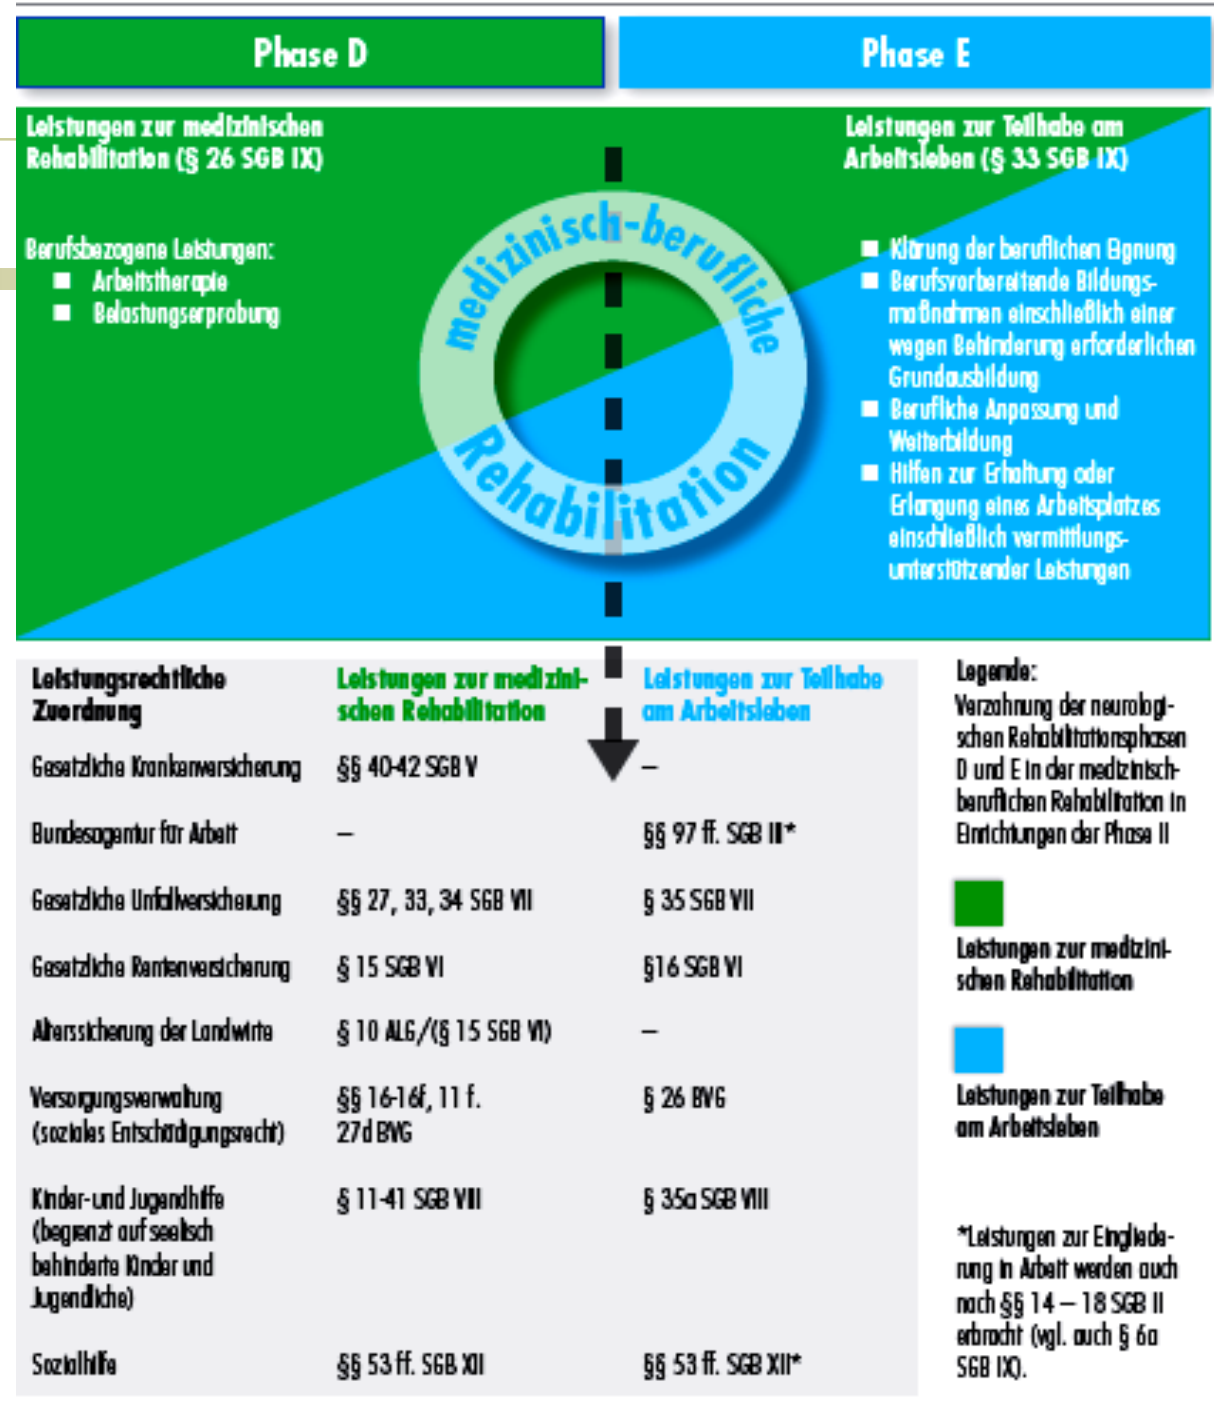 Phase D
Phase E
Leistungen zur medizinischen
Rehabilitation (§ 26 SGB IX)
Berufsbezogene Leistungen:
Arbeitstherapie
Belastungserprobung
Leistungen zur Teilhabe am
Arbeitsleben (§ 33 SGB IX)
Klärung der beruflichen Eignung
Berufsvorbereitende Bildungs-
maßnahmen einschließlich einer
wegen Behinderung erforderlichen
Grundausbildung
Berufliche Anpassung und
Weiterbildung
Hilfen zur Erhaltung oder
Erlangung eines Arbeitsplatzes
einschließlich vermittlungs-
unterstützender Leistungen
medizinisch-berufliche
Rehabilitation
Leistungsrechtliche
Zuordnung
Leistungen zur medizini-
schen Rehabilitation
Leistungen zur Teilhabe
am Arbeitsleben
Gesetzliche Krankenversicherung §§ 40-42 SGB V –
Bundesagentur für Arbeit – §§ 97 ff. SGB III*
Gesetzliche Unfallversicherung §§ 27, 33, 34 SGB VII § 35 SGB VII
Gesetzliche Rentenversicherung § 15 SGB VI §16 SGB VI
Alterssicherung der Landwirte § 10 ALG/(§ 15 SGB VI) –
Versorgungsverwaltung §§ 16-16f, 11 f. § 26 BVG
(soziales Entschädigungsrecht) 27d BVG
Kinder-und Jugendhilfe § 11-41 SGB VIII § 35a SGB VIII
(begrenzt auf seelisch
behinderte Kinder und
Jugendliche)
Sozialhilfe §§ 53 ff. SGB XII §§ 53 ff. SGB XII*
Legende:
Verzahnung der neurologi-
schen Rehabilitationsphasen
D und E in der medizinisch-
beruflichen Rehabilitation in
Einrichtungen der Phase II
Leistungen zur medizini-
schen Rehabilitation
Leistungen zur Teilhabe
am Arbeitsleben
*Leistungen zur Eingliede-
rung in Arbeit werden auch
nach §§ 14 – 18 SGB II
erbracht (vgl. auch § 6a
SGB IX).